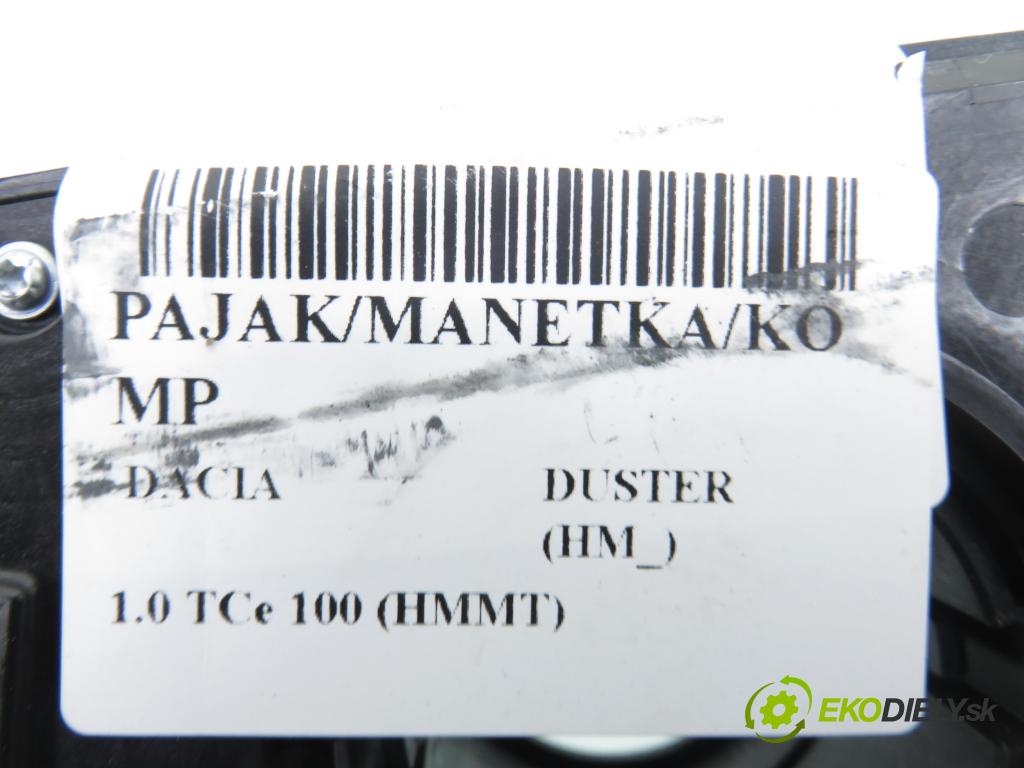 PAJAK/MANETKA/KO
MP
DACIA DUSTER
(HM_)
1.0 TCe 100 (HMMT)
EKODIELY.sk